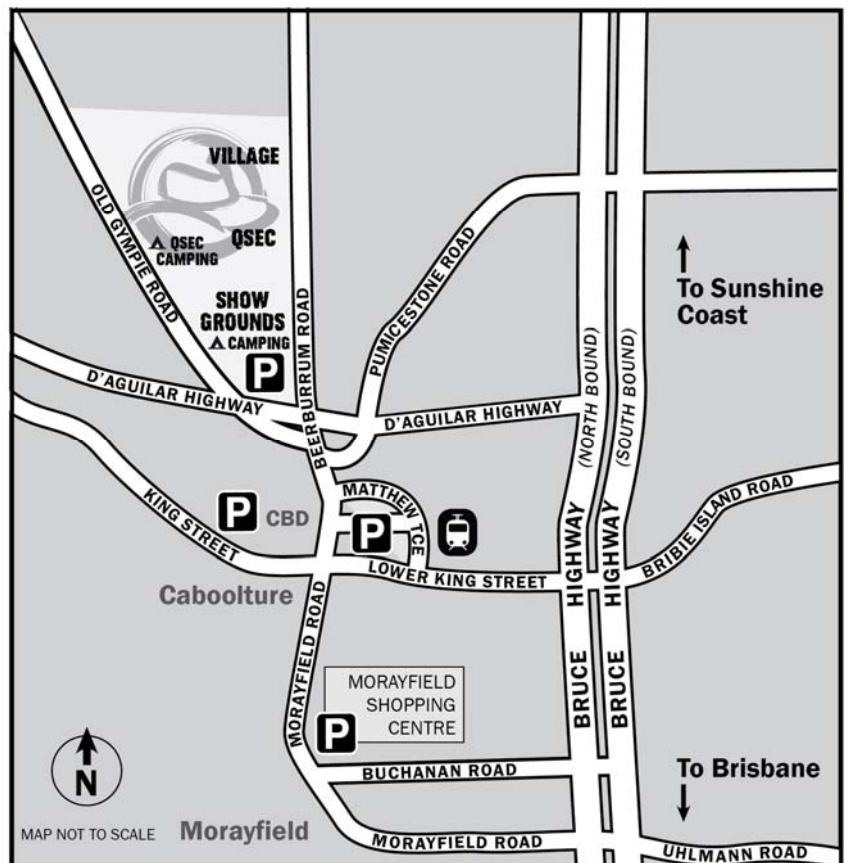 VILLAGE
OLD GYMPIE ROAD
QSEC
QSEC
CAMPING
SHOW
GROUNDS
CAMPING
P
BEERBURRUM ROAD
PUMICESTONE ROAD
To Sunshine
Coast
(NORTH BOUND)
(SOUTH BOUND)
D'AGUILAR HIGHWAY
D'AGUILAR HIGHWAY
MATTHEW TCE
P
CBD
P
KING STREET
LOWER KING STREET
BRIBIE ISLAND ROAD
Caboolture
BRUCE HIGHWAY
BRUCE HIGHWAY
MORAYFIELD ROAD
MORAYFIELD
SHOPPING
CENTRE
P
BUCHANAN ROAD
To Brisbane
N
MAP NOT TO SCALE
Morayfield
MORAYFIELD ROAD
UHLMANN ROAD